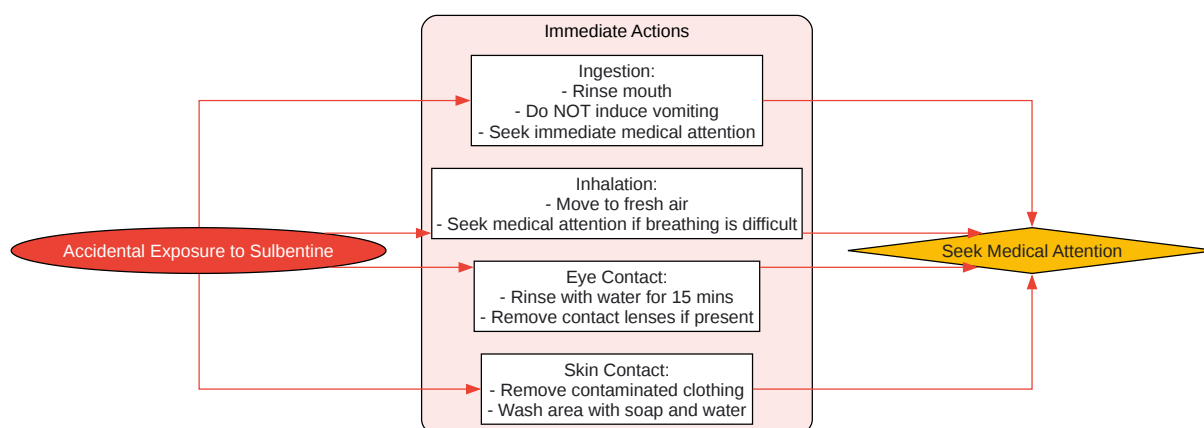 Immediate Actions
Ingestion:
- Rinse mouth
- Do NOT induce vomiting
- Seek immediate medical attention
Inhalation:
- Move to fresh air
- Seek medical attention if breathing is difficult
Accidental Exposure to Sulbentine
Seek Medical Attention
Eye Contact:
- Rinse with water for 15 mins
- Remove contact lenses if present
Skin Contact:
- Remove contaminated clothing
- Wash area with soap and water